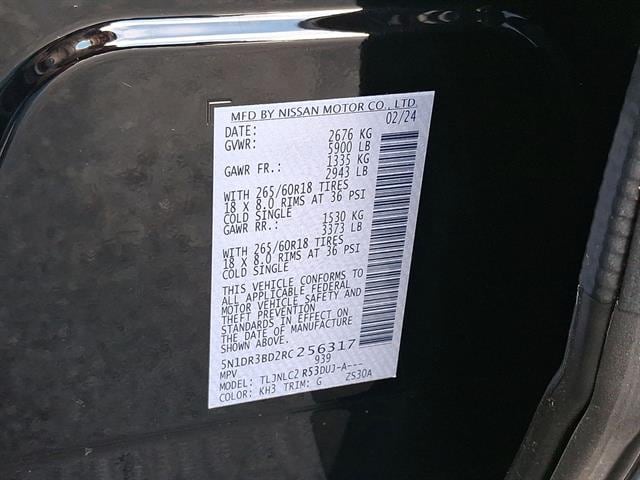 MFD BY NISSAN MOTOR CO., LTD.
DATE: 02/24
GVWR: 2676 KG
5900 LB
GAWR FR.: 1335 KG
2943 LB
WITH 265/60R18 TIRES
18 X 8.0 RIMS AT 36 PSI
COLD SINGLE
GAWR RR.: 1530 KG
3373 LB
WITH 265/60R18 TIRES
18 X 8.0 RIMS AT 36 PSI
COLD SINGLE
THIS VEHICLE CONFORMS TO
ALL APPLICABLE FEDERAL
MOTOR VEHICLE SAFETY AND
THEFT PREVENTION
STANDARDS IN EFFECT ON
THE DATE OF MANUFACTURE
SHOWN ABOVE.
5N1DR3BD2RC256317
MPV 939
MODEL: TLJNLC2 R53DUJ-A---
COLOR: KH3 TRIM: G ZS30A